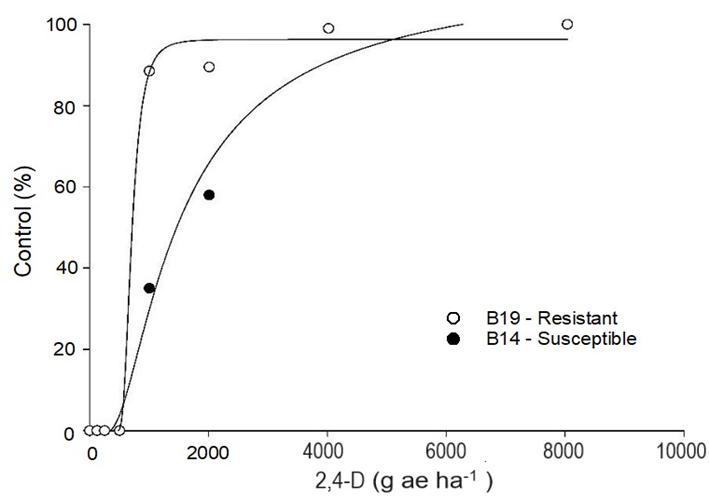 100
80
60
40
20
0
Control (%)
B19 - Resistant
B14 - Susceptible
0 2000 4000 6000 8000 10000
2,4-D (g ae ha⁻¹ )